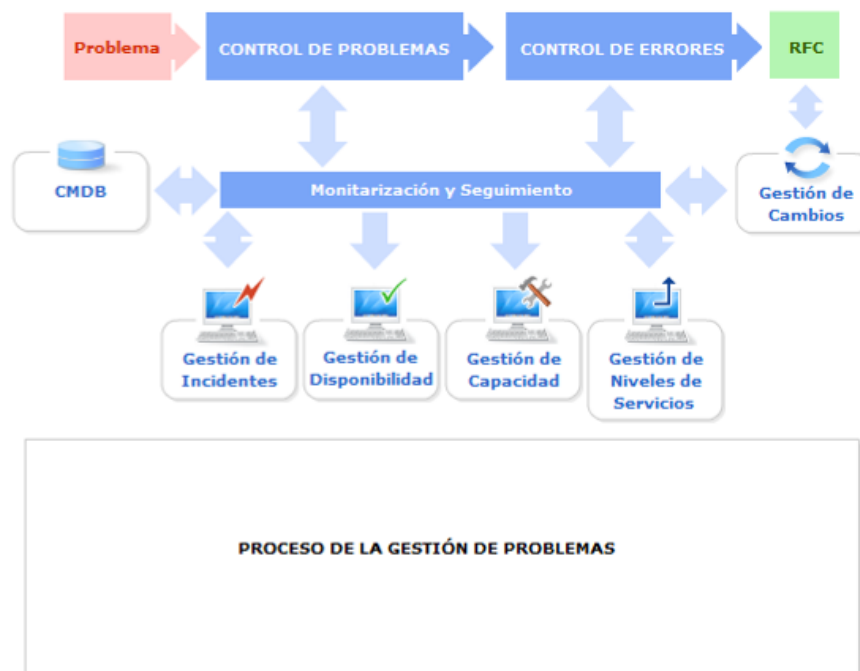 Problema
CONTROL DE PROBLEMAS
CONTROL DE ERRORES
RFC
CMDB
Monitarización y Seguimiento
Gestión de
Cambios
Gestión de
Incidentes
Gestión de
Disponibilidad
Gestión de
Capacidad
Gestión de
Niveles de
Servicios
PROCESO DE LA GESTIÓN DE PROBLEMAS